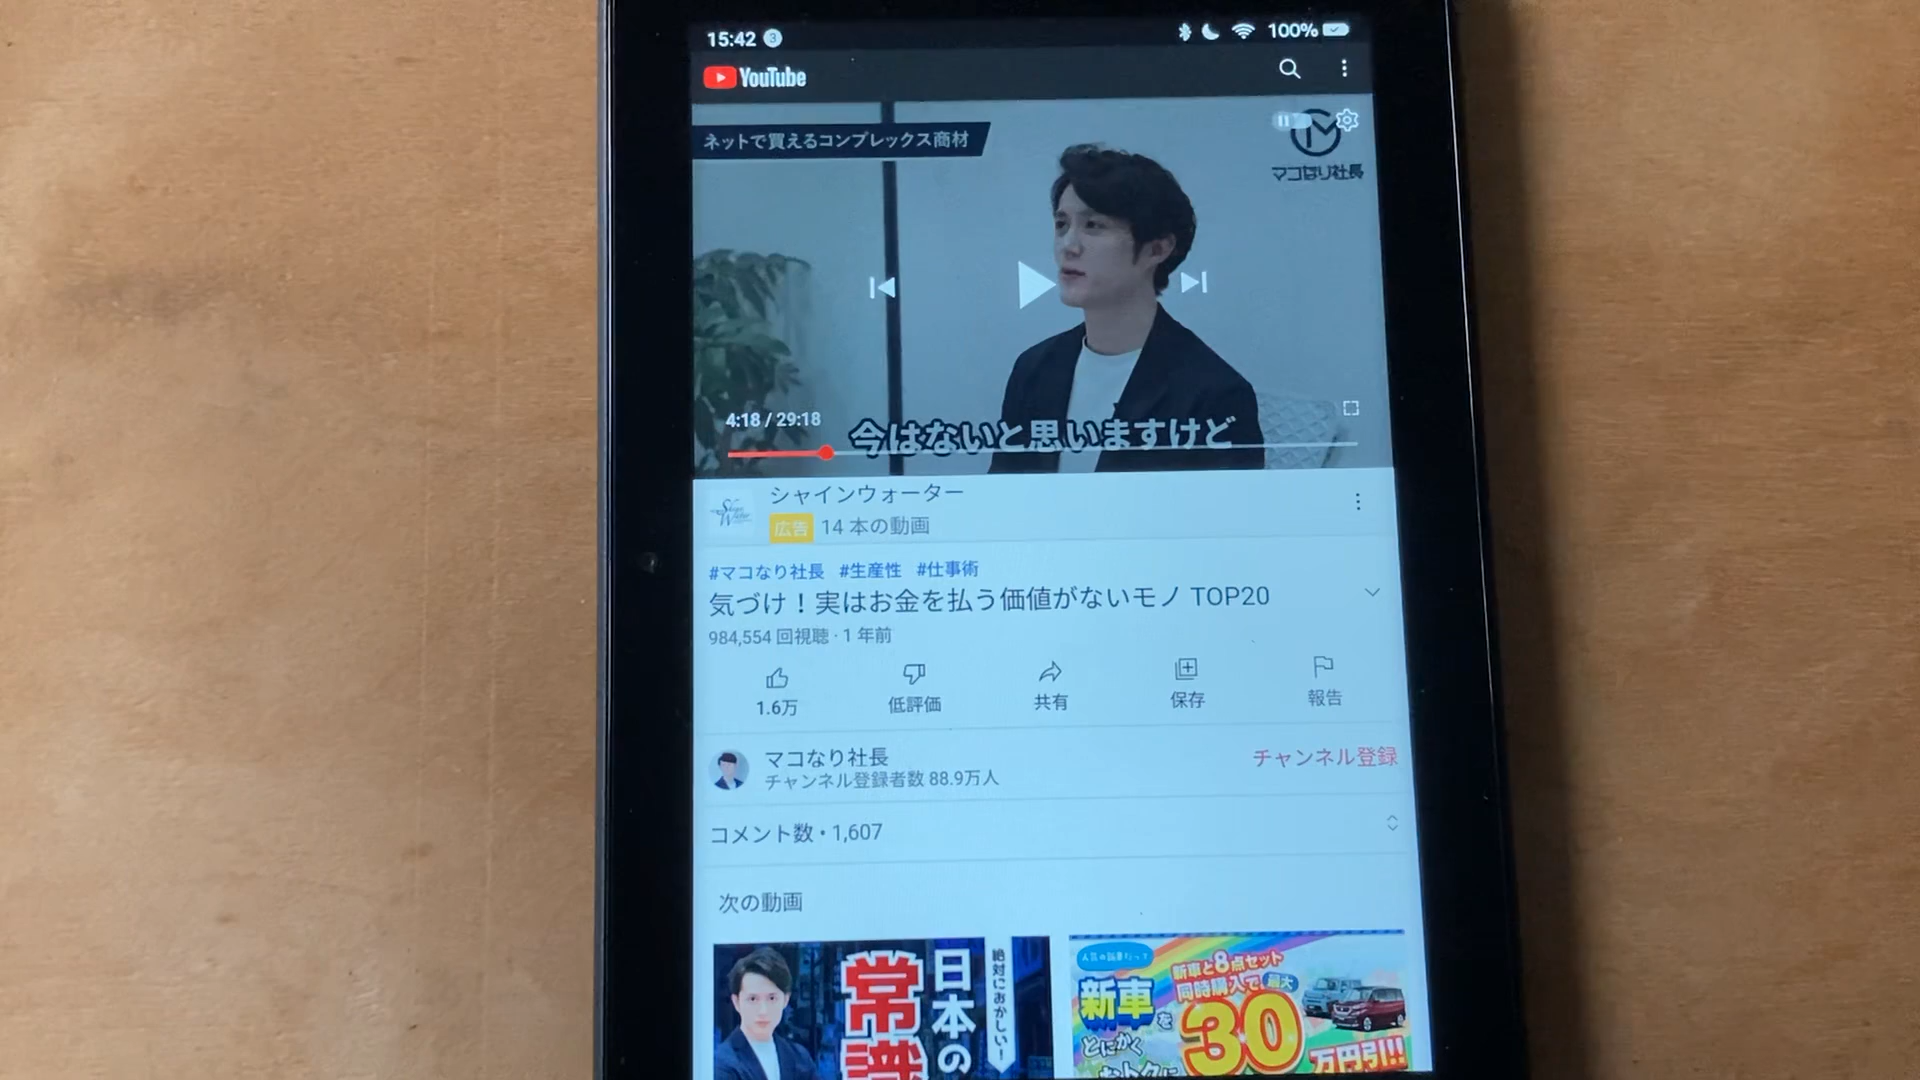 15:42 3 100%
YouTube
ネットで買えるコンプレックス商材
マコなり社長
4:18 / 29:18
今はないと思いますけど
シャインウォーター
広告 14 本の動画
#マコなり社長 #生産性 #仕事術
気づけ！実はお金を払う価値がないモノ TOP20
984,554 回視聴・1 年前
1.6万 低評価 共有 保存 報告
マコなり社長
チャンネル登録者数 88.9万人
チャンネル登録
コメント数・1,607
次の動画
絶対におかしい！
日本の
常識
新車と8点セット
同時購入で最大
新車を
とにかく
30
万円引!!